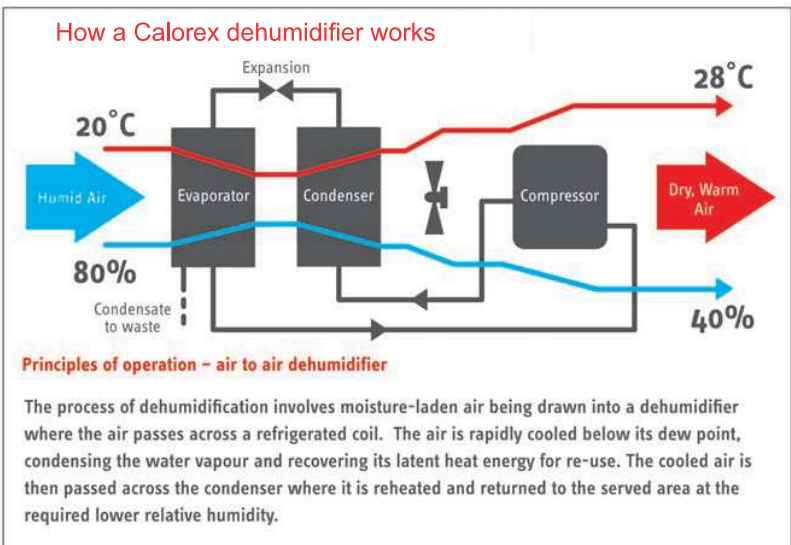 How a Calorex dehumidifier works
Expansion
28°C
20°C
Humid Air
Evaporator
Condenser
Compressor
Dry, Warm
Air
80%
Condensate
to waste
40%
Principles of operation – air to air dehumidifier
The process of dehumidification involves moisture-laden air being drawn into a dehumidifier
where the air passes across a refrigerated coil. The air is rapidly cooled below its dew point,
condensing the water vapour and recovering its latent heat energy for re-use. The cooled air is
then passed across the condenser where it is reheated and returned to the served area at the
required lower relative humidity.